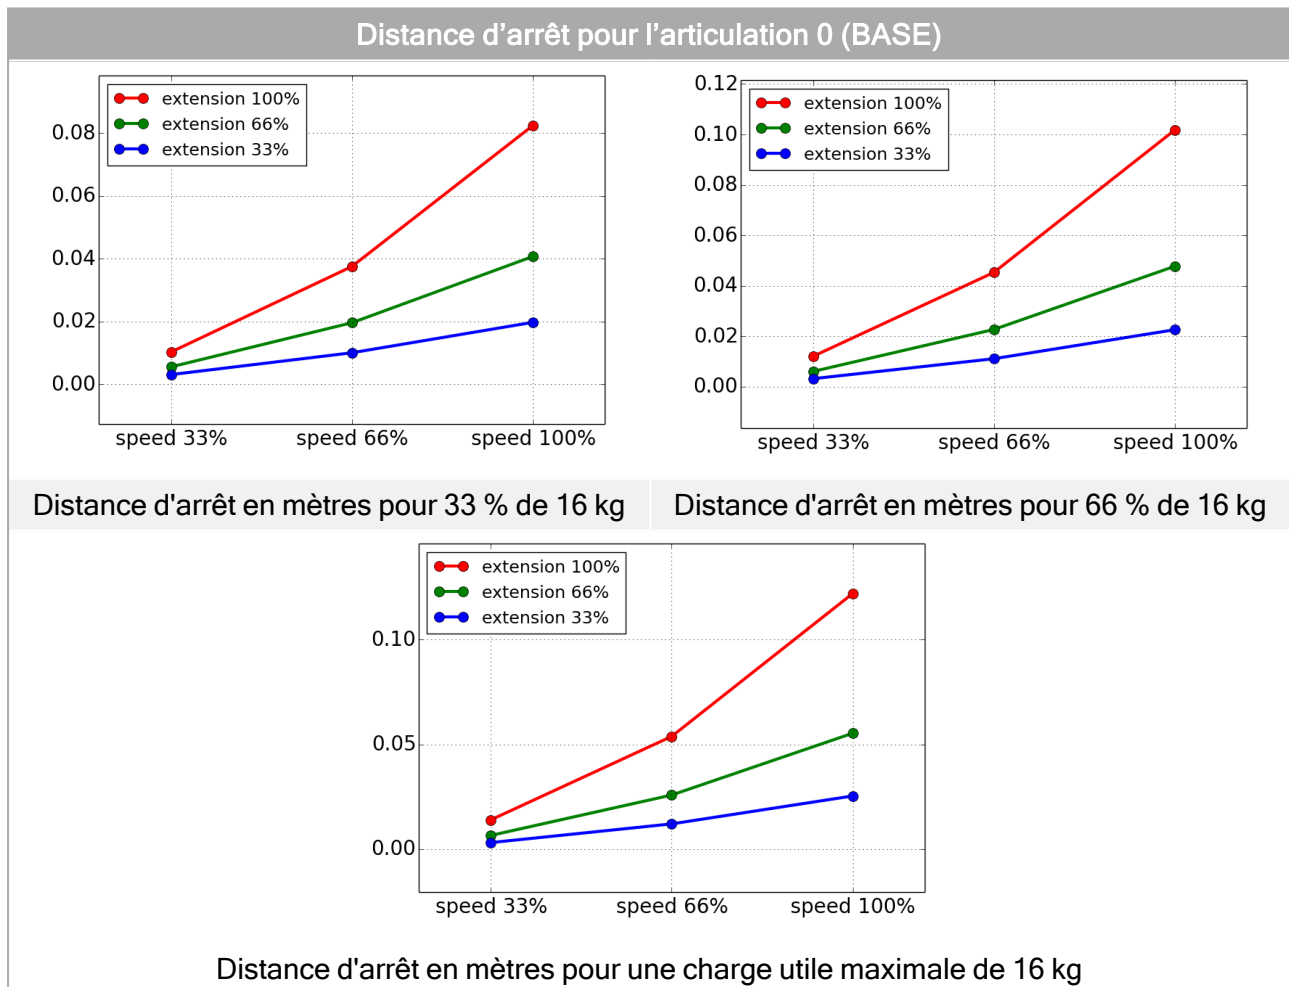 Distance d’arrêt pour l’articulation 0 (BASE)
extension 100%
extension 66%
extension 33%
0.08
0.06
0.04
0.02
0.00
speed 33% speed 66% speed 100%
Distance d'arrêt en mètres pour 33 % de 16 kg
0.12
extension 100%
extension 66%
extension 33%
0.10
0.08
0.06
0.04
0.02
0.00
speed 33% speed 66% speed 100%
Distance d'arrêt en mètres pour 66 % de 16 kg
extension 100%
extension 66%
extension 33%
0.10
0.05
0.00
speed 33% speed 66% speed 100%
Distance d'arrêt en mètres pour une charge utile maximale de 16 kg